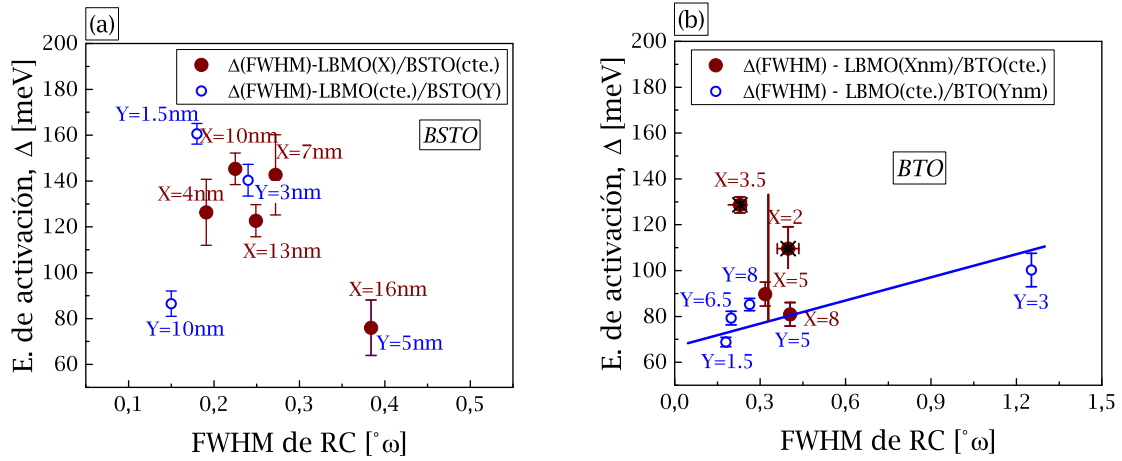 (a)
200
180
160
140
120
100
80
60
E. de activación, Δ [meV]
Δ(FWHM)-LBMO(X)/BSTO(cte.)
Δ(FWHM)-LBMO(cte.)/BSTO(Y)
BSTO
Y=1.5nm
X=10nm
X=7nm
X=4nm
Y=3nm
X=13nm
X=16nm
Y=10nm
Y=5nm
0,1
0,2
0,3
0,4
0,5
FWHM de RC [°ω]
(b)
200
180
160
140
120
100
80
60
E. de activación, Δ [meV]
Δ(FWHM) - LBMO(Xnm)/BTO(cte.)
Δ(FWHM) - LBMO(cte.)/BTO(Ynm)
BTO
X=3.5
X=2
Y=8
X=5
Y=6.5
X=8
Y=3
Y=5
Y=1.5
0,0
0,3
0,6
0,9
1,2
1,5
FWHM de RC [°ω]